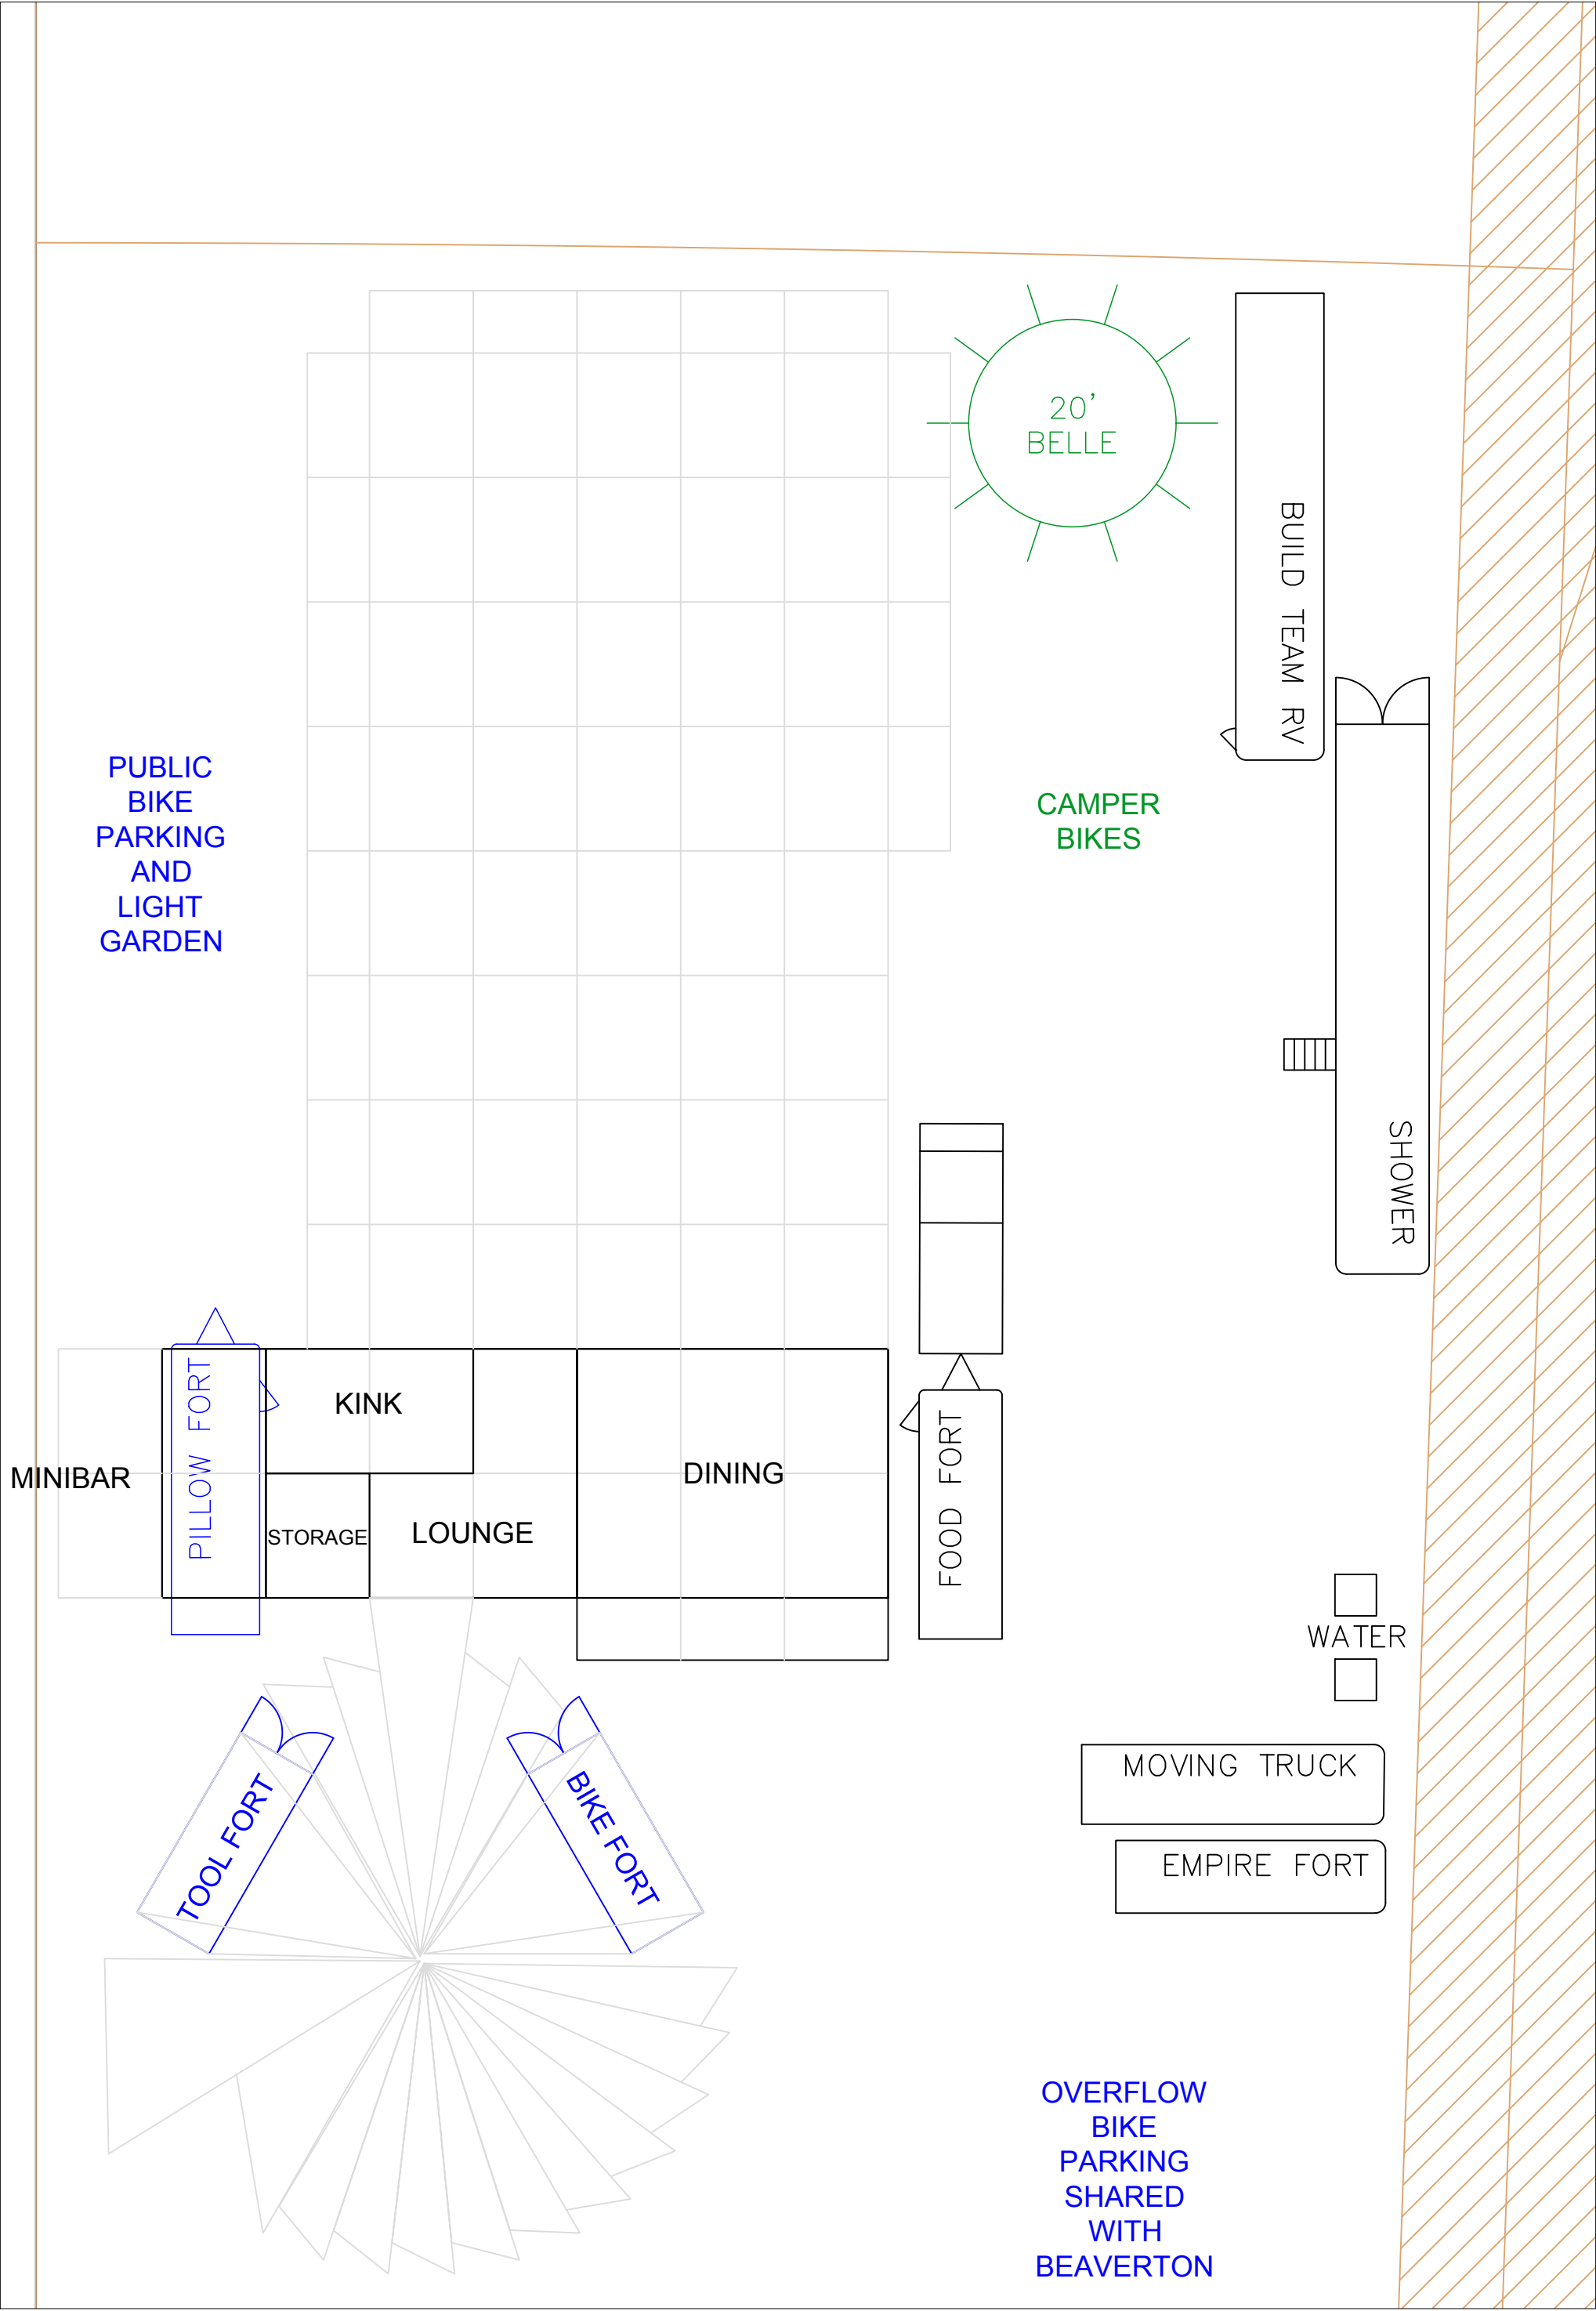 20'
BELLE
BUILD TEAM RV
PUBLIC
BIKE
PARKING
AND
LIGHT
GARDEN
CAMPER
BIKES
SHOWER
PILLOW FORT
KINK
MINIBAR
DINING
STORAGE
LOUNGE
FOOD FORT
WATER
MOVING TRUCK
EMPIRE FORT
TOOL FORT
BIKE FORT
OVERFLOW
BIKE
PARKING
SHARED
WITH
BEAVERTON